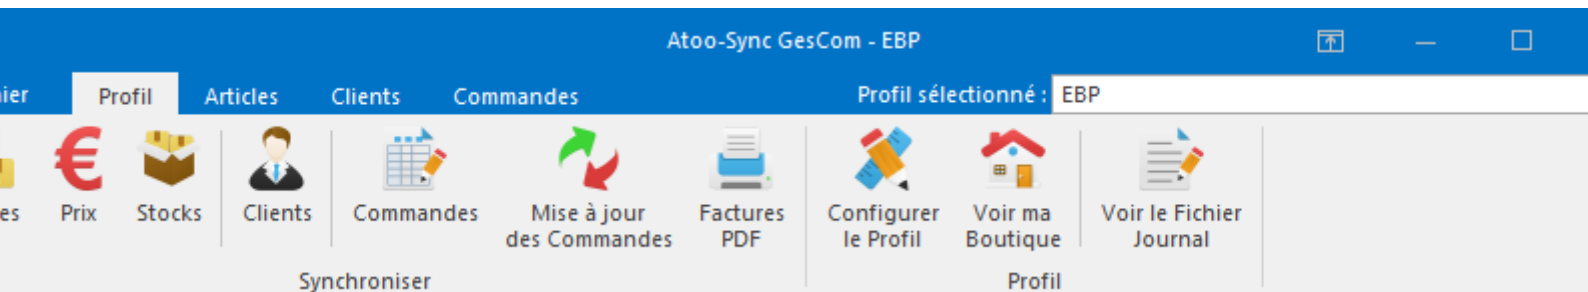 Atoo-Sync GesCom - EBP
Profil Articles Clients Commandes Profil sélectionné : EBP
Prix Stocks Clients Commandes Mise à jour des Commandes Factures PDF Configurer le Profil Voir ma Boutique Voir le Fichier Journal
Synchroniser Profil